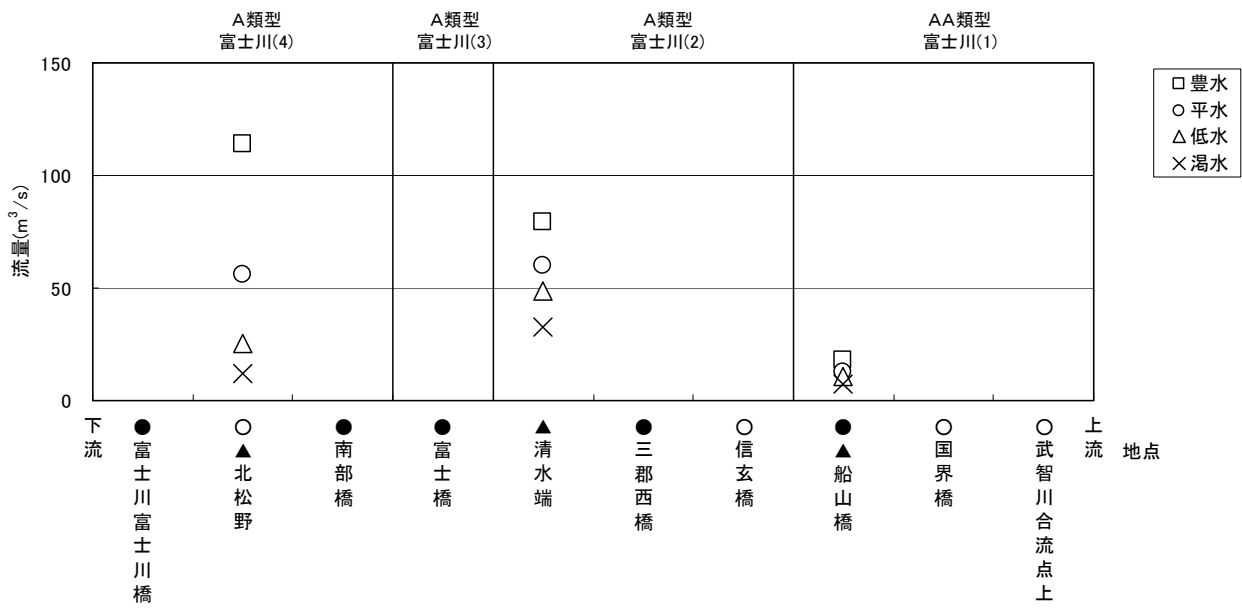 A類型
富士川(4)
A類型
富士川(3)
A類型
富士川(2)
AA類型
富士川(1)
流量(m³/s)
150
100
50
0
豊水
平水
低水
渇水
下流
富士川富士川橋
北松野
南部橋
富士橋
清水端
三郡西橋
信玄橋
船山橋
国界橋
武智川合流点上
上流
地点